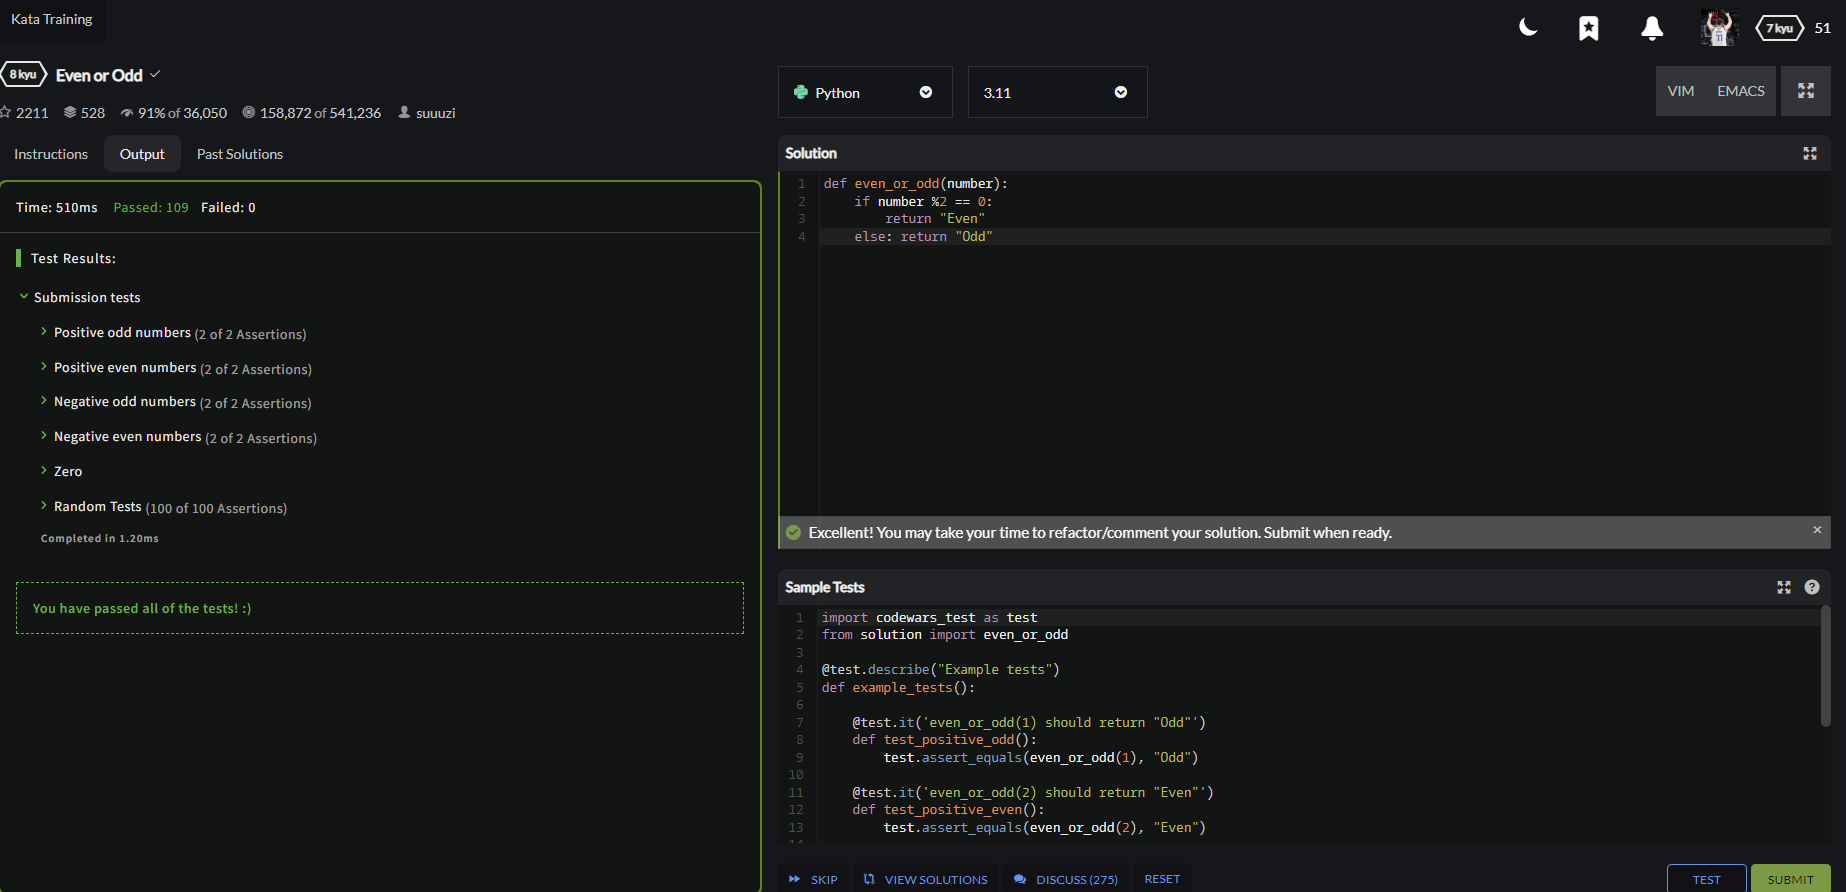 Kata Training
7 kyu 51
8 kyu Even or Odd
2211 528 91% of 36,050 158,872 of 541,236 suuuzi
Instructions Output Past Solutions
Time: 510ms Passed: 109 Failed: 0
Test Results:
Submission tests
Positive odd numbers (2 of 2 Assertions)
Positive even numbers (2 of 2 Assertions)
Negative odd numbers (2 of 2 Assertions)
Negative even numbers (2 of 2 Assertions)
Zero
Random Tests (100 of 100 Assertions)
Completed in 1.20ms
You have passed all of the tests! :)
Python 3.11 VIM EMACS
Solution
1 def even_or_odd(number):
2     if number %2 == 0:
3         return "Even"
4     else: return "Odd"
Excellent! You may take your time to refactor/comment your solution. Submit when ready. ×
Sample Tests ?
1 import codewars_test as test
2 from solution import even_or_odd
3
4 @test.describe("Example tests")
5 def example_tests():
6
7     @test.it('even_or_odd(1) should return "Odd"')
8     def test_positive_odd():
9         test.assert_equals(even_or_odd(1), "Odd")
10
11     @test.it('even_or_odd(2) should return "Even"')
12     def test_positive_even():
13         test.assert_equals(even_or_odd(2), "Even")
SKIP VIEW SOLUTIONS DISCUSS (275) RESET TEST SUBMIT